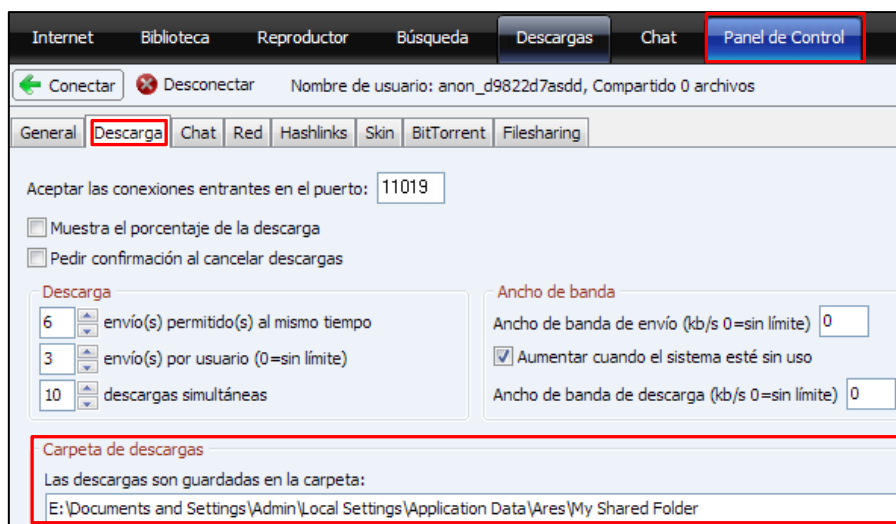 Internet Biblioteca Reproductor Búsqueda Descargas Chat Panel de Control
Conectar Desconectar Nombre de usuario: anon_d9822d7asdd, Compartido 0 archivos
General Descarga Chat Red Hashlinks Skin BitTorrent Filesharing
Aceptar las conexiones entrantes en el puerto: 11019
Muestra el porcentaje de la descarga
Pedir confirmación al cancelar descargas
Descarga
6 envío(s) permitido(s) al mismo tiempo
3 envío(s) por usuario (0=sin límite)
10 descargas simultáneas
Ancho de banda
Ancho de banda de envío (kb/s 0=sin límite) 0
Aumentar cuando el sistema esté sin uso
Ancho de banda de descarga (kb/s 0=sin límite) 0
Carpeta de descargas
Las descargas son guardadas en la carpeta:
E:\Documents and Settings\Admin\Local Settings\Application Data\Ares\My Shared Folder